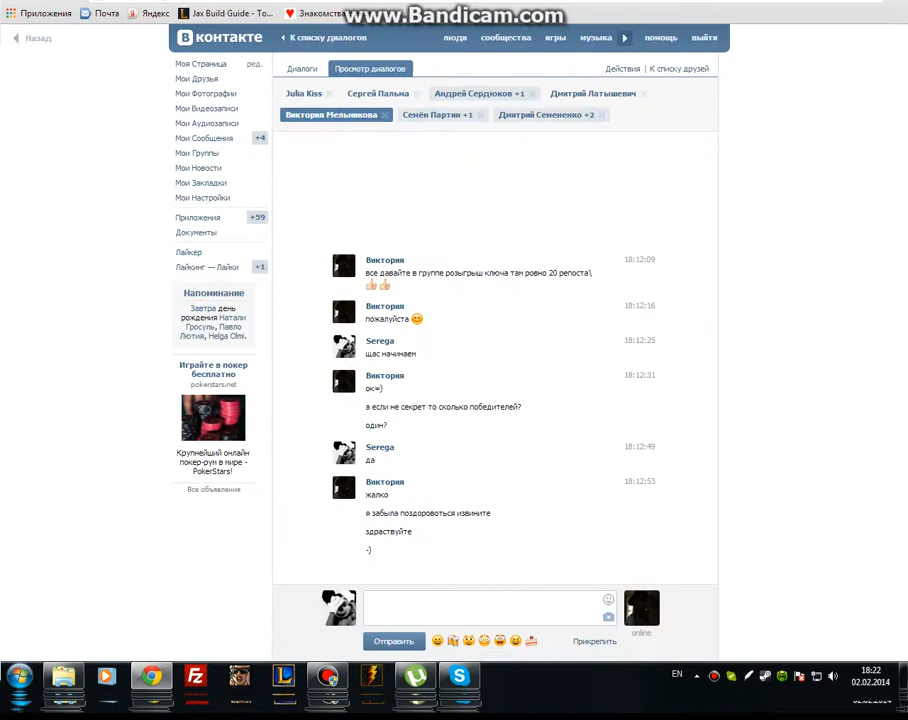 www.Bandicam.com
Приложения Почта Яндекс Jax Build Guide - To... Знакомства
Назад
В контакте К списку диалогов люди сообщества игры музыка помощь выйти
Моя Страница ред.
Мои Друзья
Мои Фотографии
Мои Видеозаписи
Мои Аудиозаписи
Мои Сообщения +4
Мои Группы
Мои Новости
Мои Закладки
Мои Настройки
Приложения +59
Документы
Лайкер
Лайкинг — Лайки +1
Напоминание
Завтра день
рождения Натали
Гросуль, Павло
Лютия, Helga Olmi.
Играйте в покер
бесплатно
pokerstars.net
Крупнейший онлайн
покер-рум в мире -
PokerStars!
Все объявления
Диалоги Просмотр диалогов Действия | К списку друзей
Julia Kiss Сергей Пальма Андрей Сердюков +1 Дмитрий Латышевич
Виктория Мельникова Семён Партин +1 Дмитрий Семененко +2
Виктория 18:12:09
все давайте в группе розыгрыш ключа там ровно 20 репоста\
Виктория 18:12:16
пожалуйста
Serega 18:12:25
щас начинаем
Виктория 18:12:31
ок=)
а если не секрет то сколько победителей?
один?
Serega 18:12:49
да
Виктория 18:12:53
жалко
я забыла поздоровоться извините
здраствуйте
-)
online
Отправить Прикрепить
EN 18:22
02.02.2014